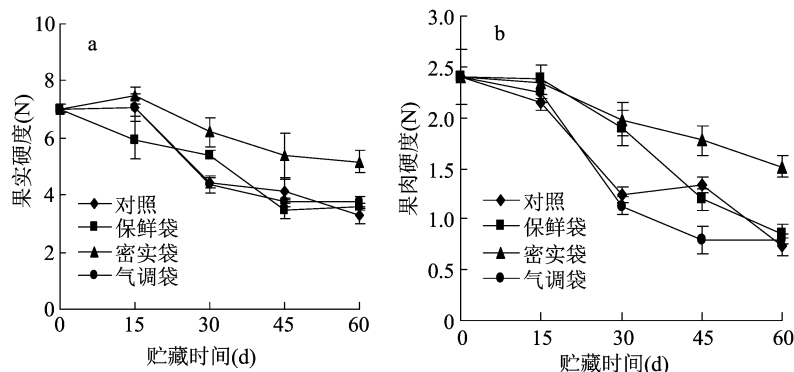 a
果实硬度(N)
10
8
6
4
2
0
对照
保鲜袋
密实袋
气调袋
0 15 30 45 60
贮藏时间(d)
b
果肉硬度(N)
3.0
2.5
2.0
1.5
1.0
0.5
0
对照
保鲜袋
密实袋
气调袋
0 15 30 45 60
贮藏时间(d)